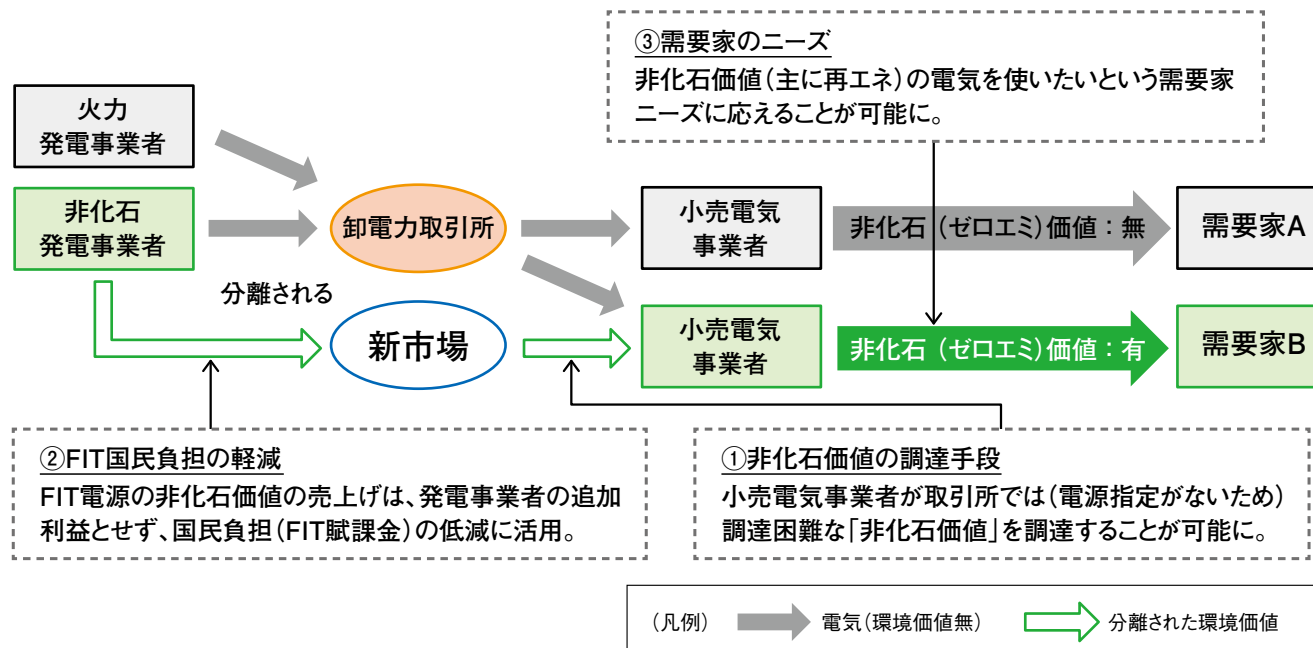 ③需要家のニーズ
非化石価値(主に再エネ)の電気を使いたいという需要家
ニーズに応えることが可能に。
火力
発電事業者
非化石
発電事業者
卸電力取引所
小売電気
事業者
非化石 (ゼロエミ) 価値:無
需要家A
分離される
新市場
小売電気
事業者
非化石 (ゼロエミ) 価値:有
需要家B
②FIT国民負担の軽減
FIT電源の非化石価値の売上げは、発電事業者の追加
利益とせず、国民負担(FIT賦課金)の低減に活用。
①非化石価値の調達手段
小売電気事業者が取引所では(電源指定がないため)
調達困難な「非化石価値」を調達することが可能に。
(凡例) 電気(環境価値無) 分離された環境価値